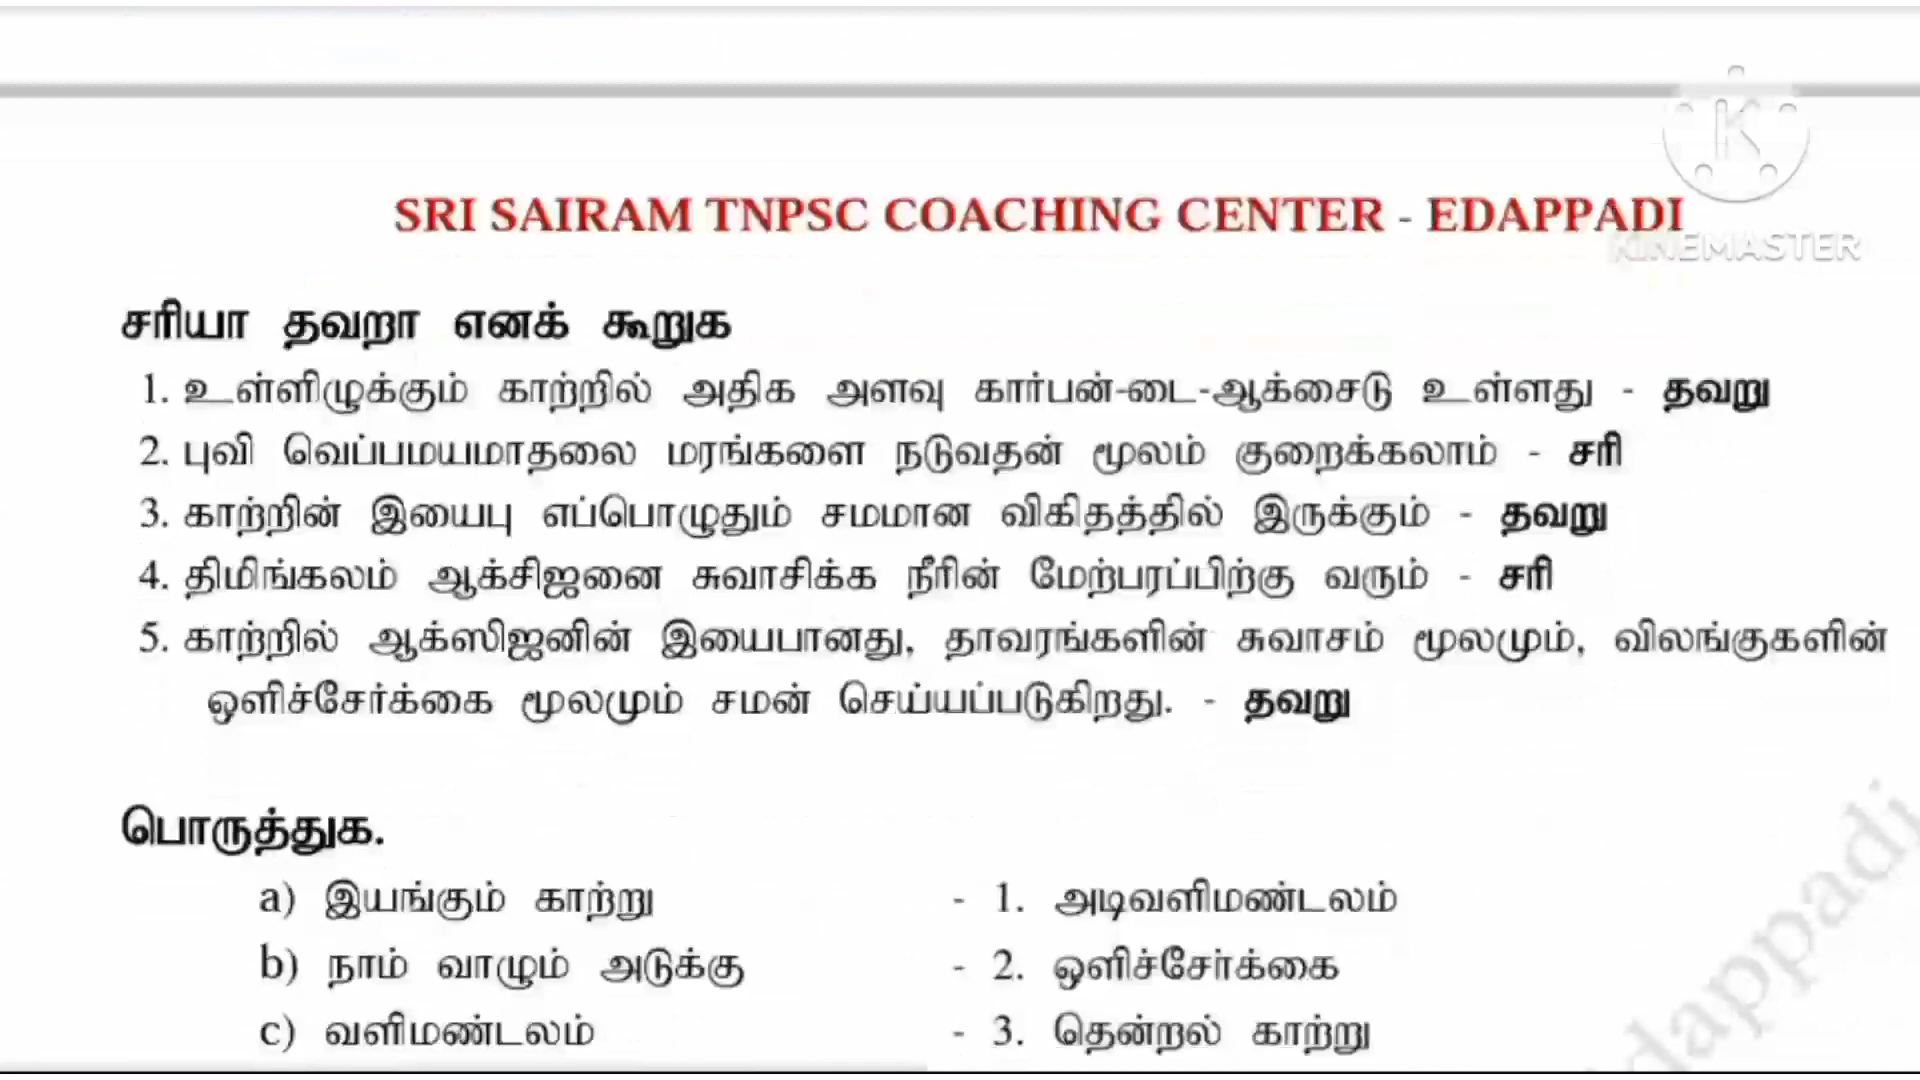 K
SRI SAIRAM TNPSC COACHING CENTER - EDAPPADI
KINEMASTER
சரியா தவறா எனக் கூறுக
1. உள்ளிழுக்கும் காற்றில் அதிக அளவு கார்பன்-டை-ஆக்சைடு உள்ளது - தவறு
2. புவி வெப்பமயமாதலை மரங்களை நடுவதன் மூலம் குறைக்கலாம் - சரி
3. காற்றின் இயைபு எப்பொழுதும் சமமான விகிதத்தில் இருக்கும் - தவறு
4. திமிங்கலம் ஆக்சிஜனை சுவாசிக்க நீரின் மேற்பரப்பிற்கு வரும் - சரி
5. காற்றில் ஆக்ஸிஜனின் இயைபானது, தாவரங்களின் சுவாசம் மூலமும், விலங்குகளின்
ஒளிச்சேர்க்கை மூலமும் சமன் செய்யப்படுகிறது. - தவறு
பொருத்துக.
a) இயங்கும் காற்று - 1. அடிவளிமண்டலம்
b) நாம் வாழும் அடுக்கு - 2. ஒளிச்சேர்க்கை
c) வளிமண்டலம் - 3. தென்றல் காற்று
dappadi